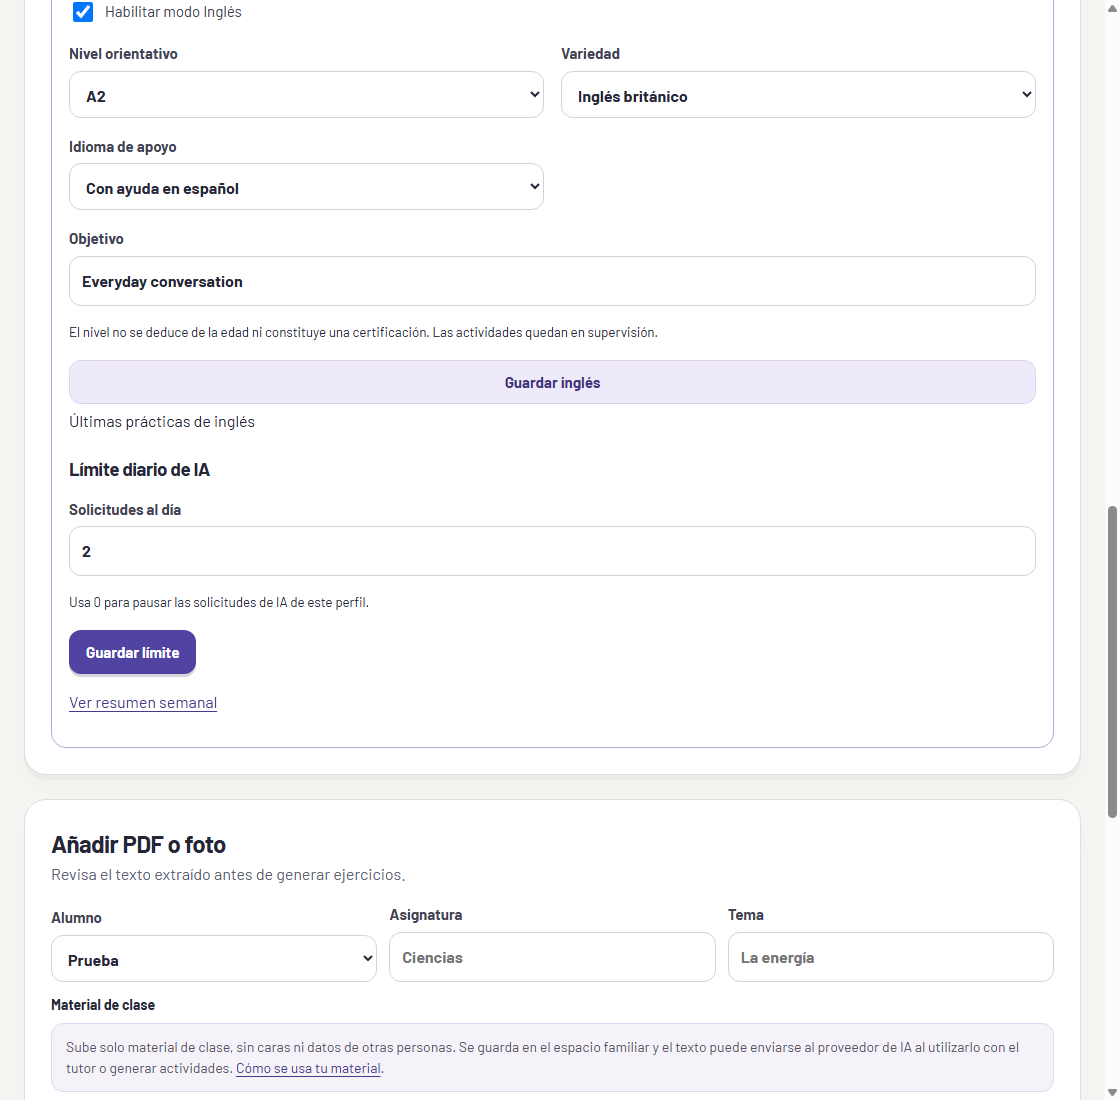 Habilitar modo Inglés
Nivel orientativo
Variedad
A2
Inglés británico
Idioma de apoyo
Con ayuda en español
Objetivo
Everyday conversation
El nivel no se deduce de la edad ni constituye una certificación. Las actividades quedan en supervisión.
Guardar inglés
Últimas prácticas de inglés
Límite diario de IA
Solicitudes al día
2
Usa 0 para pausar las solicitudes de IA de este perfil.
Guardar límite
Ver resumen semanal
Añadir PDF o foto
Revisa el texto extraído antes de generar ejercicios.
Alumno
Asignatura
Tema
Prueba
Ciencias
La energía
Material de clase
Sube solo material de clase, sin caras ni datos de otras personas. Se guarda en el espacio familiar y el texto puede enviarse al proveedor de IA al utilizarlo con el
tutor o generar actividades. Cómo se usa tu material.